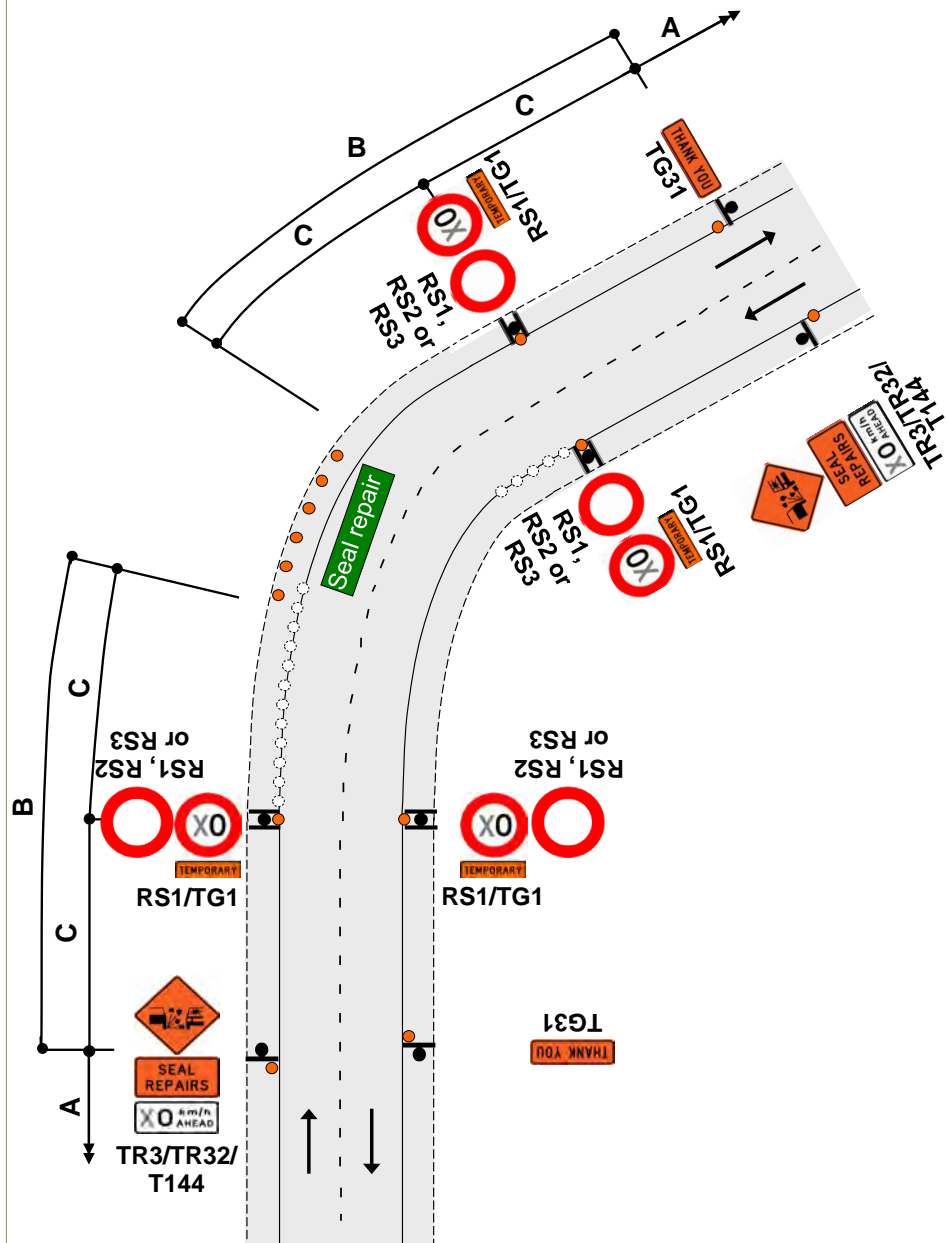 A
C
B
THANK YOU
TG31
X0
TEMPORARY
RS1/TG1
C
RS1,
RS2 or
RS3
TR3/TR32/
T144
X0 km/h
AHEAD
SEAL
REPAIRS
Seal repair
RS1,
RS2 or
RS3
X0
TEMPORARY
RS1/TG1
C
B
RS1, RS2
or RS3
X0
TEMPORARY
RS1/TG1
RS1, RS2
or RS3
X0
TEMPORARY
RS1/TG1
C
A
SEAL
REPAIRS
X0 km/h
AHEAD
TR3/TR32/
T144
TG31
THANK YOU